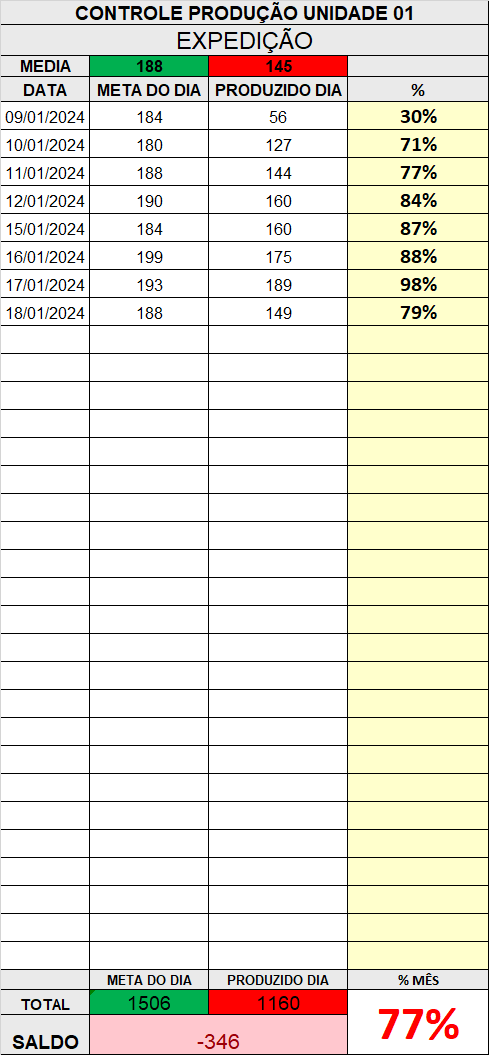 CONTROLE PRODUÇÃO UNIDADE 01
EXPEDIÇÃO
MEDIA 188 145
DATA META DO DIA PRODUZIDO DIA %
09/01/2024 184 56 30%
10/01/2024 180 127 71%
11/01/2024 188 144 77%
12/01/2024 190 160 84%
15/01/2024 184 160 87%
16/01/2024 199 175 88%
17/01/2024 193 189 98%
18/01/2024 188 149 79%
META DO DIA PRODUZIDO DIA % MÊS
TOTAL 1506 1160 77%
SALDO -346